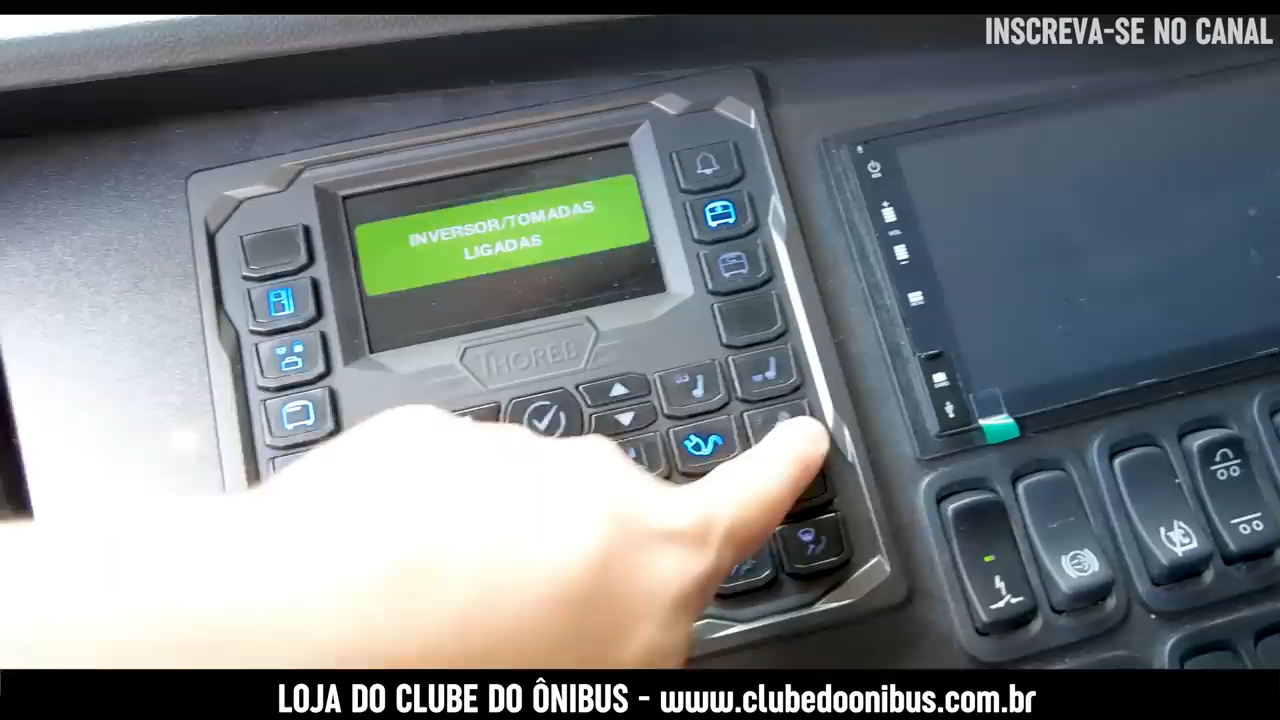 INSCREVA-SE NO CANAL
INVERSOR/TOMADAS
LIGADAS
THOREB
LOJA DO CLUBE DO ÔNIBUS - www.clubedoonibus.com.br